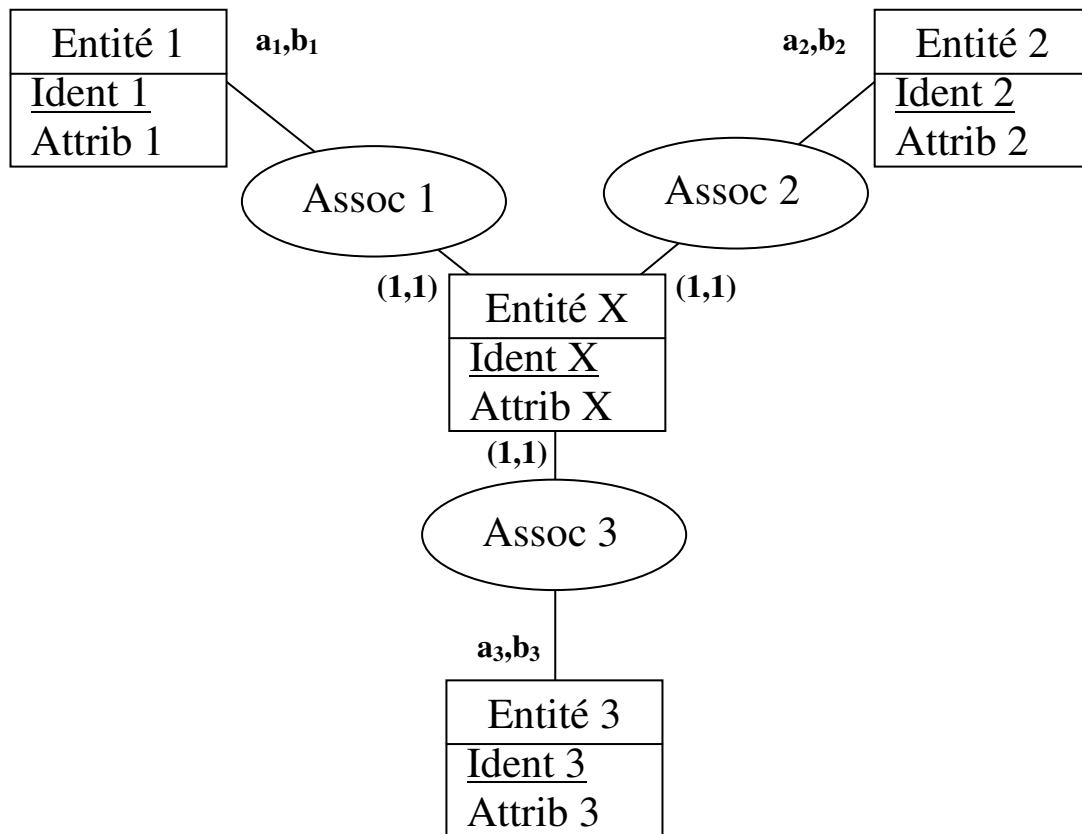 Entité 1
Ident 1
Attrib 1
a₁,b₁
a₂,b₂
Entité 2
Ident 2
Attrib 2
Assoc 1
Assoc 2
(1,1)
(1,1)
Entité X
Ident X
Attrib X
(1,1)
Assoc 3
a₃,b₃
Entité 3
Ident 3
Attrib 3